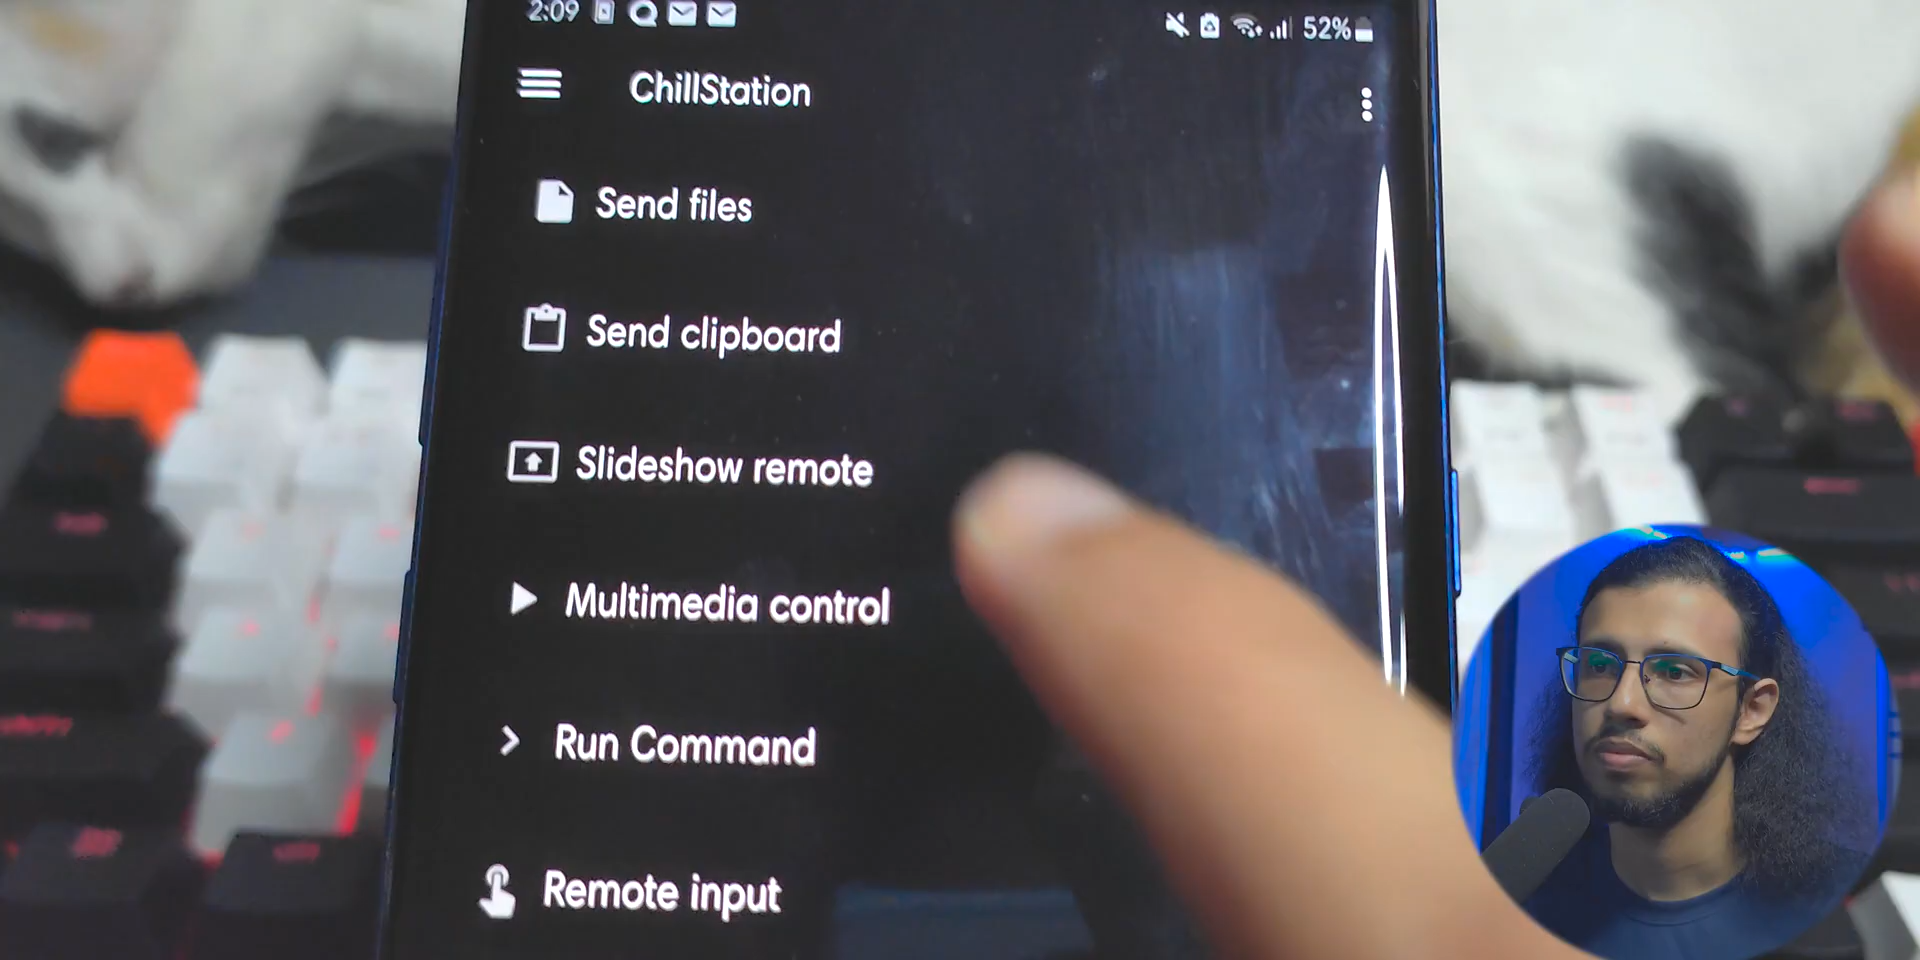 2:09 52%
ChillStation
Send files
Send clipboard
Slideshow remote
Multimedia control
Run Command
Remote input